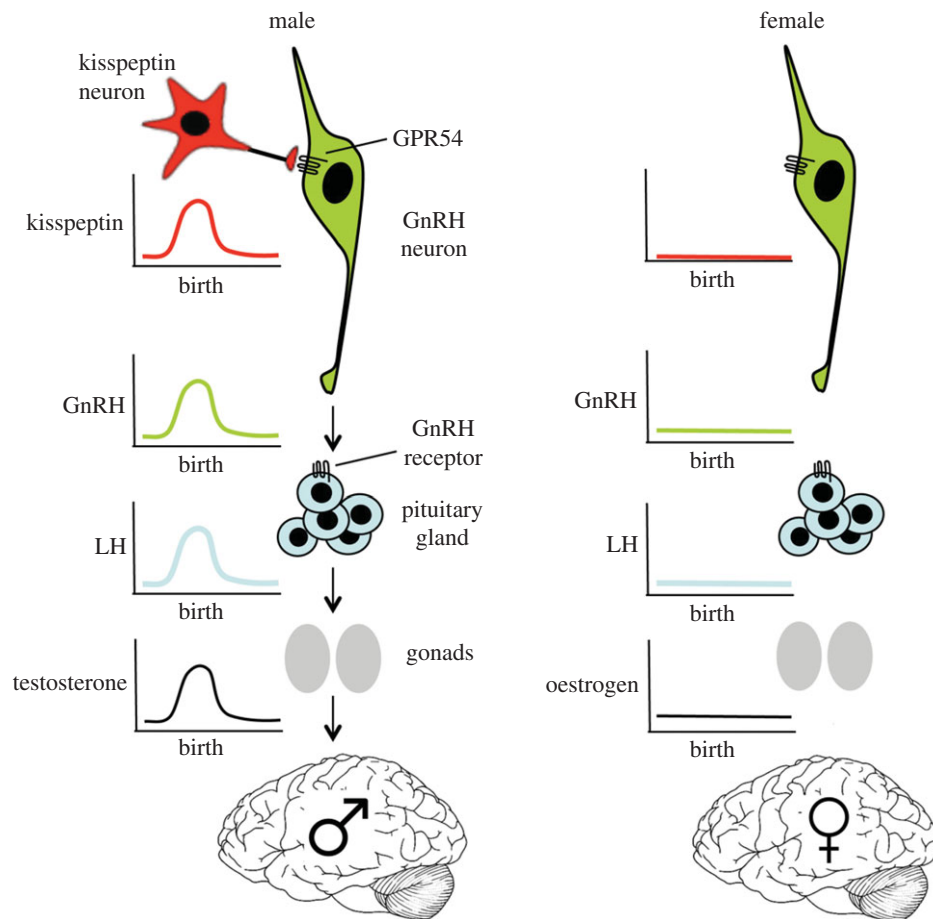 male
female
kisspeptin
neuron
GPR54
kisspeptin
GnRH
neuron
birth
birth
GnRH
GnRH
birth
birth
GnRH
receptor
pituitary
gland
LH
LH
birth
birth
gonads
testosterone
oestrogen
birth
birth